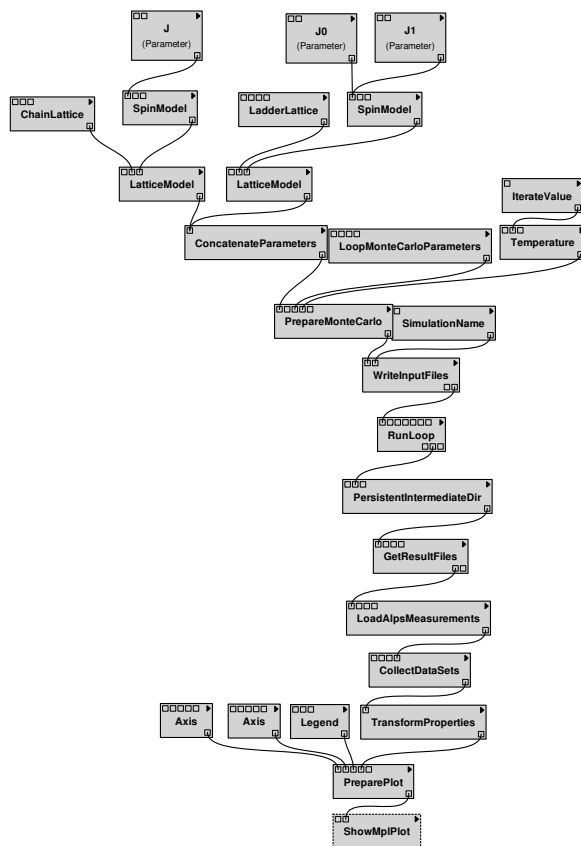 J
(Parameter)
J0
(Parameter)
J1
(Parameter)
ChainLattice
SpinModel
LadderLattice
SpinModel
LatticeModel
LatticeModel
IterateValue
ConcatenateParameters
LoopMonteCarloParameters
Temperature
PrepareMonteCarlo
SimulationName
WriteInputFiles
RunLoop
PersistentIntermediateDir
GetResultFiles
LoadAlpsMeasurements
CollectDataSets
Axis
Axis
Legend
TransformProperties
PreparePlot
ShowMplPlot